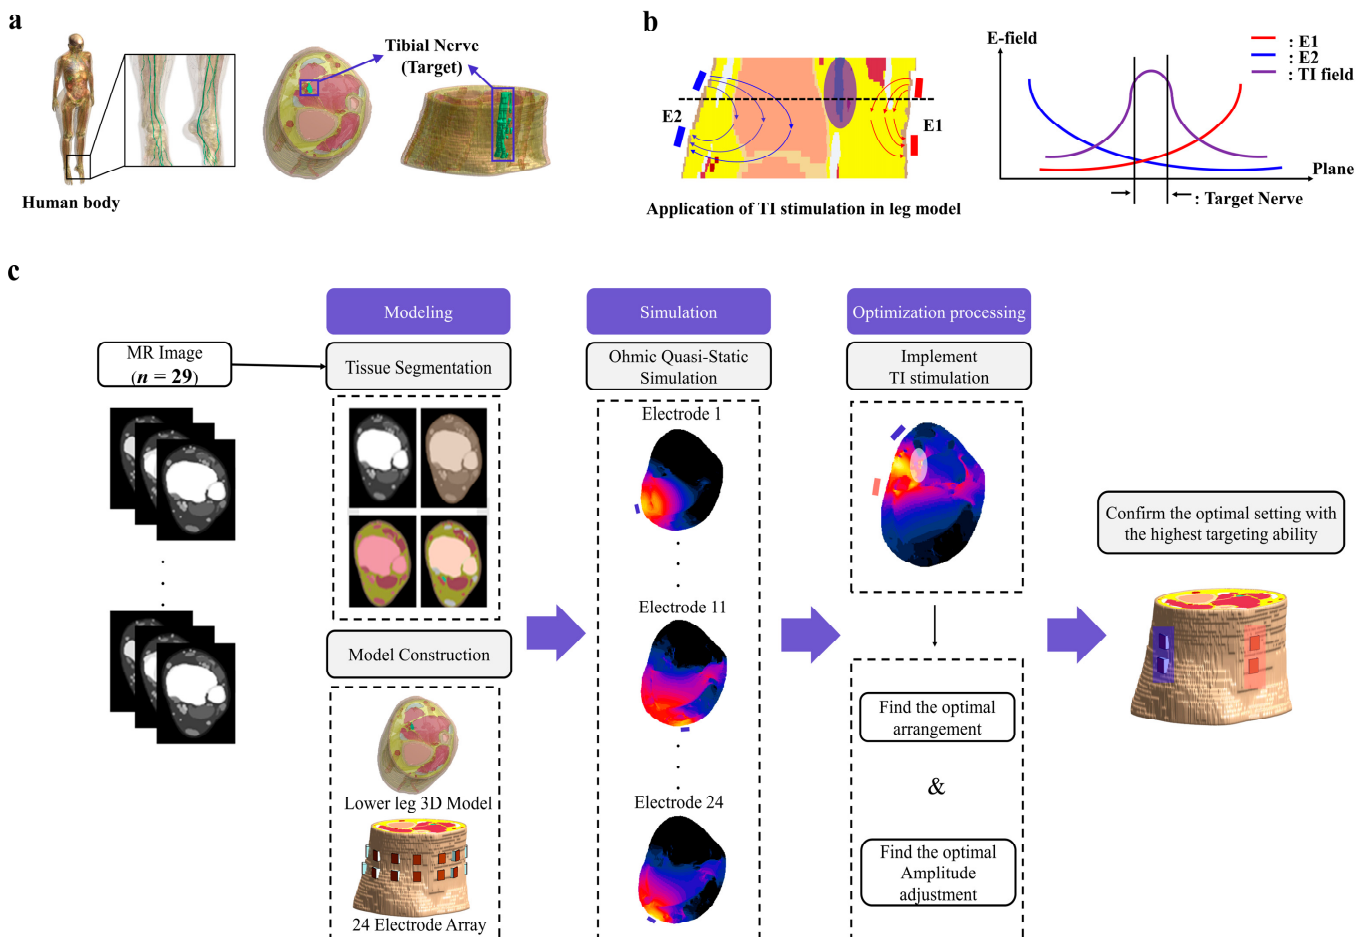 a
Tibial Nerve
(Target)
Human body
b
E2
E1
Application of TI stimulation in leg model
E-field
: E1
: E2
: TI field
Plane
: Target Nerve
c
Modeling
Simulation
Optimization processing
MR Image
(n = 29)
Tissue Segmentation
Ohmic Quasi-Static
Simulation
Implement
TI stimulation
Electrode 1
Electrode 11
Electrode 24
Model Construction
Lower leg 3D Model
24 Electrode Array
Find the optimal
arrangement
&
Find the optimal
Amplitude
adjustment
Confirm the optimal setting with
the highest targeting ability